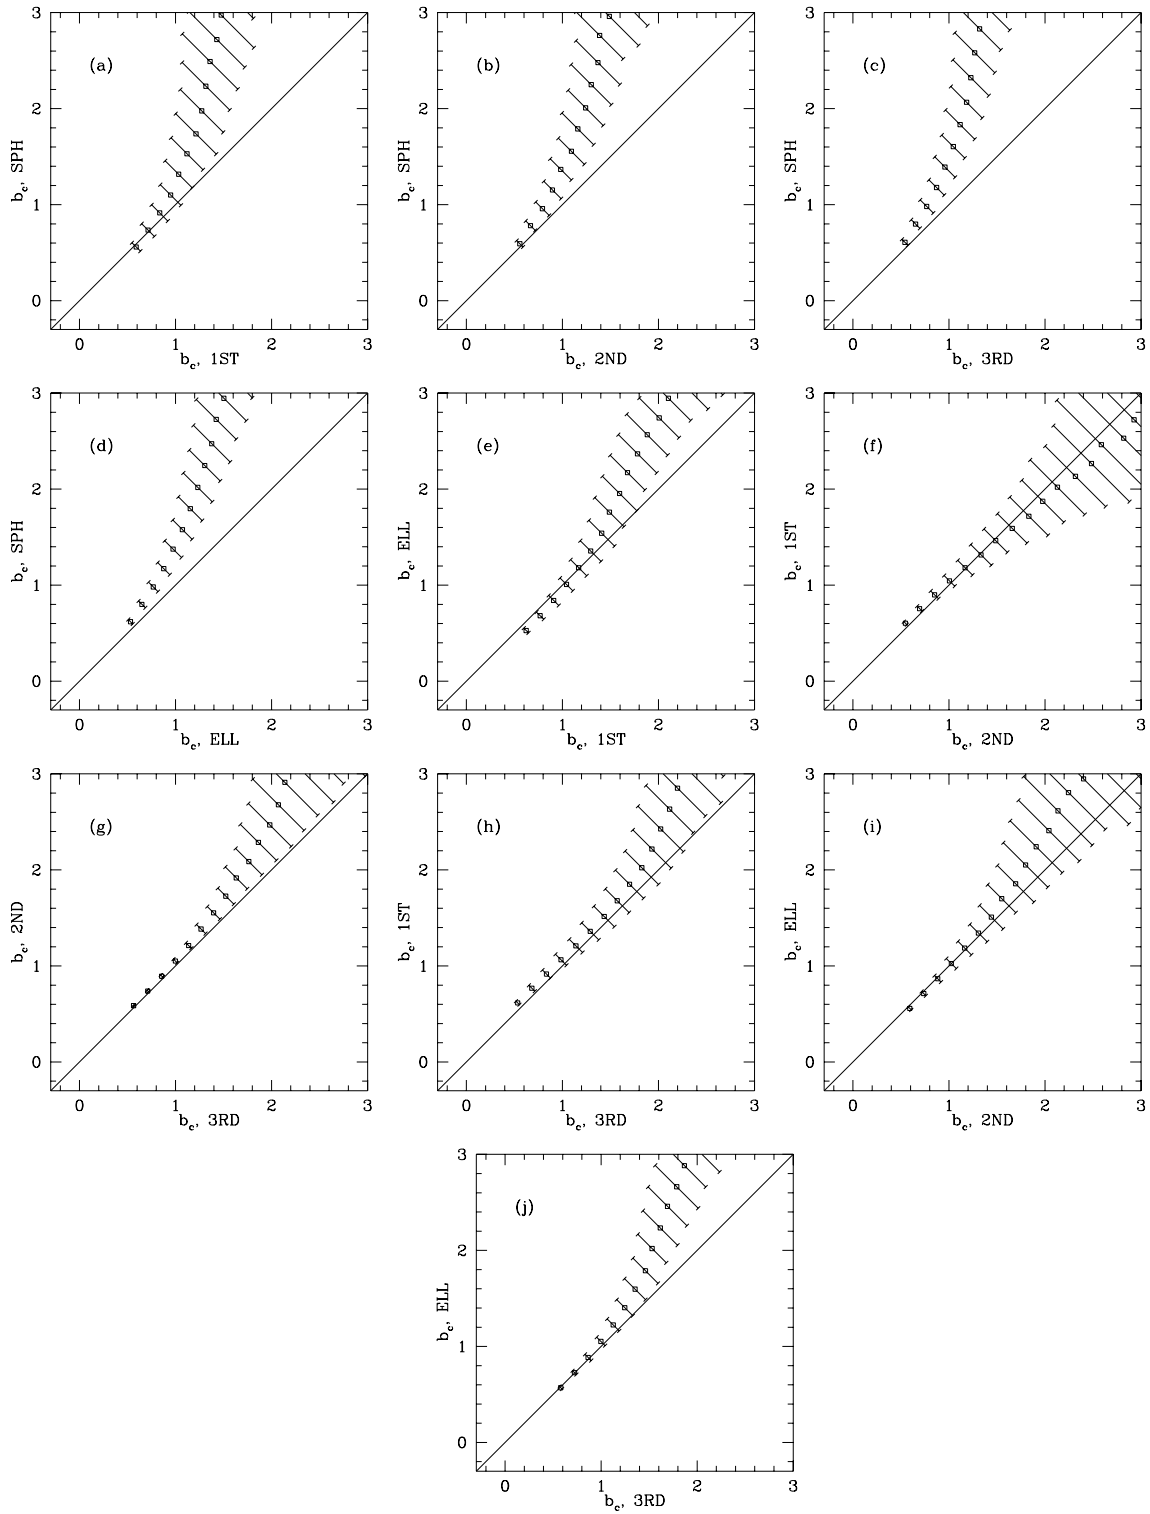 3
2
1
0
b_c, SPH
(a)
0 1 2 3
b_c, 1ST
3
2
1
0
b_c, SPH
(b)
0 1 2 3
b_c, 2ND
3
2
1
0
b_c, SPH
(c)
0 1 2 3
b_c, 3RD
3
2
1
0
b_c, SPH
(d)
0 1 2 3
b_c, ELL
3
2
1
0
b_c, ELL
(e)
0 1 2 3
b_c, 1ST
3
2
1
0
b_c, 1ST
(f)
0 1 2 3
b_c, 2ND
3
2
1
0
b_c, 2ND
(g)
0 1 2 3
b_c, 3RD
3
2
1
0
b_c, 1ST
(h)
0 1 2 3
b_c, 3RD
3
2
1
0
b_c, ELL
(i)
0 1 2 3
b_c, 2ND
3
2
1
0
b_c, ELL
(j)
0 1 2 3
b_c, 3RD